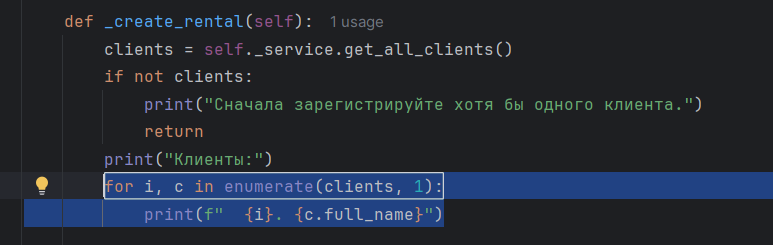 def _create_rental(self): 1 usage
clients = self._service.get_all_clients()
if not clients:
print("Сначала зарегистрируйте хотя бы одного клиента.")
return
print("Клиенты:")
for i, c in enumerate(clients, 1):
print(f"  {i}. {c.full_name}")